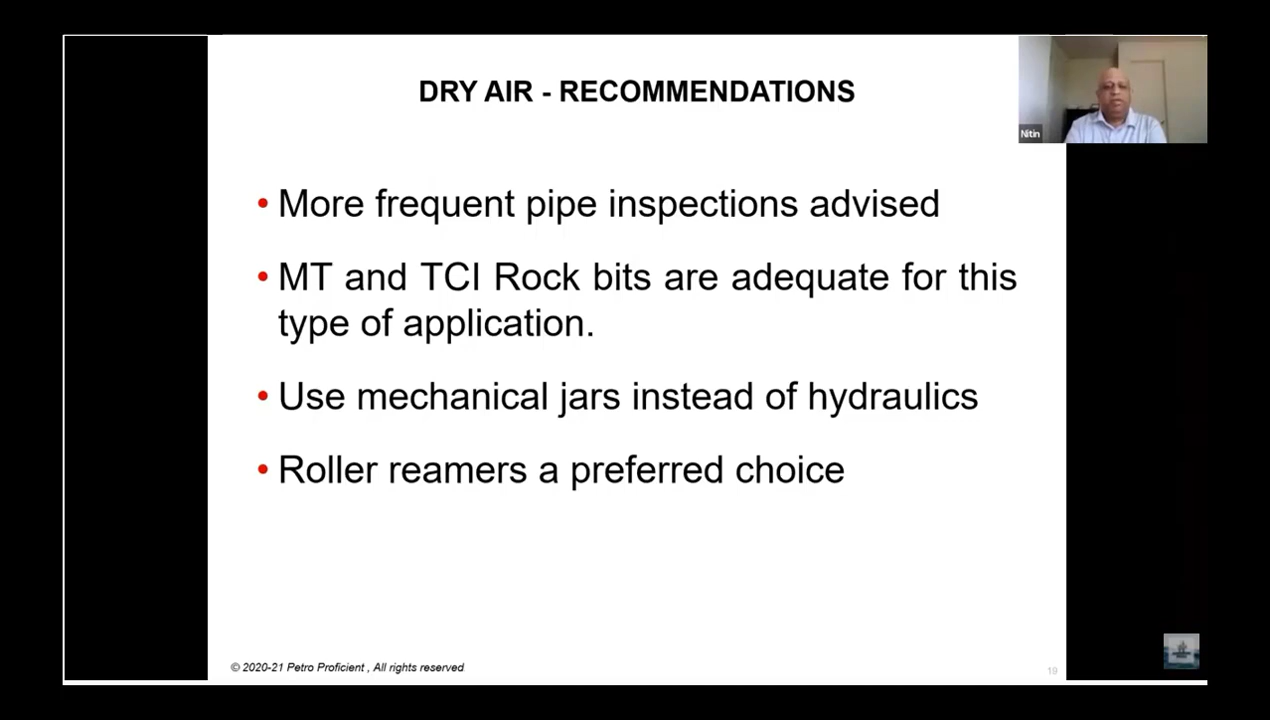 DRY AIR - RECOMMENDATIONS
Nitin
• More frequent pipe inspections advised
• MT and TCI Rock bits are adequate for this
type of application.
• Use mechanical jars instead of hydraulics
• Roller reamers a preferred choice
© 2020-21 Petro Proficient , All rights reserved
19